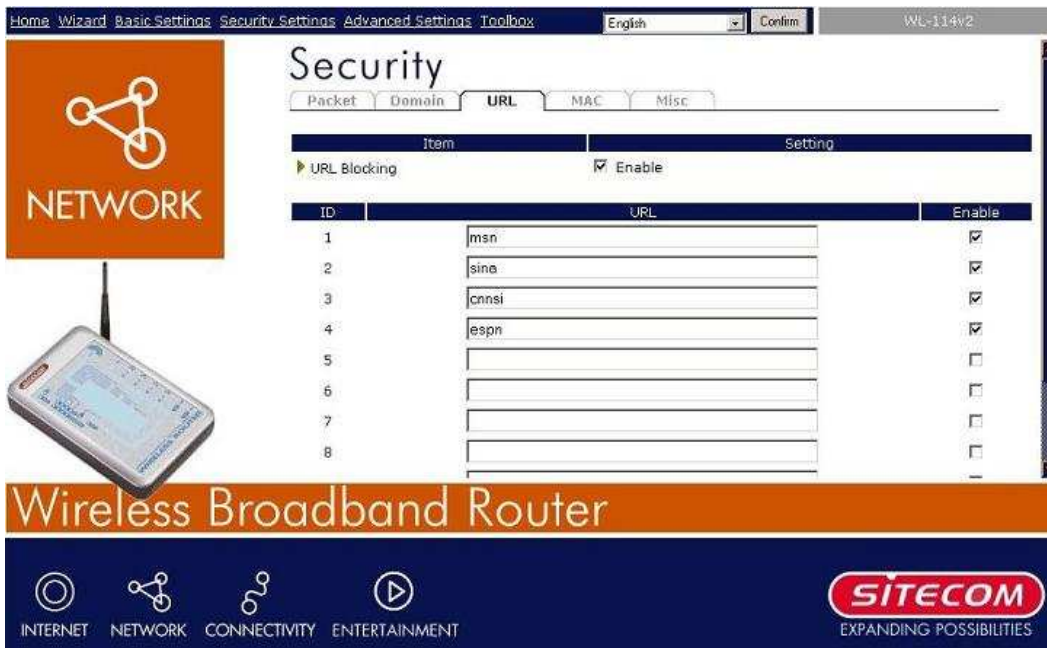 Home Wizard Basic Settings Security Settings Advanced Settings Toolbox English Confirm WL-114v2
Security
Packet Domain URL MAC Misc
Item Setting
URL Blocking Enable
NETWORK
ID URL Enable
1 msn
2 sina
3 cnnsi
4 espn
5
6
7
8
WIRELESS ROUTER
Wireless Broadband Router
INTERNET NETWORK CONNECTIVITY ENTERTAINMENT
SITECOM
EXPANDING POSSIBILITIES